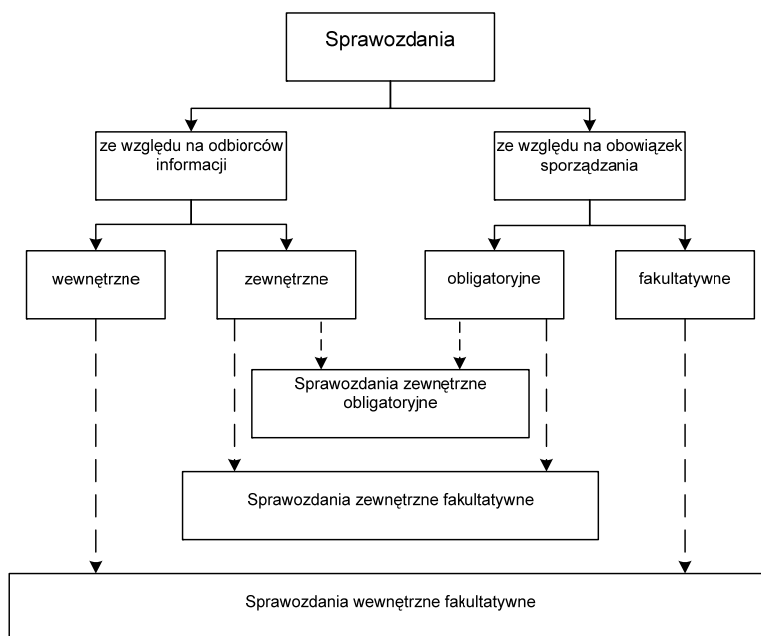 Sprawozdania
ze względu na odbiorców
informacji
ze względu na obowiązek
sporządzania
wewnętrzne
zewnętrzne
obligatoryjne
fakultatywne
Sprawozdania zewnętrzne
obligatoryjne
Sprawozdania zewnętrzne fakultatywne
Sprawozdania wewnętrzne fakultatywne